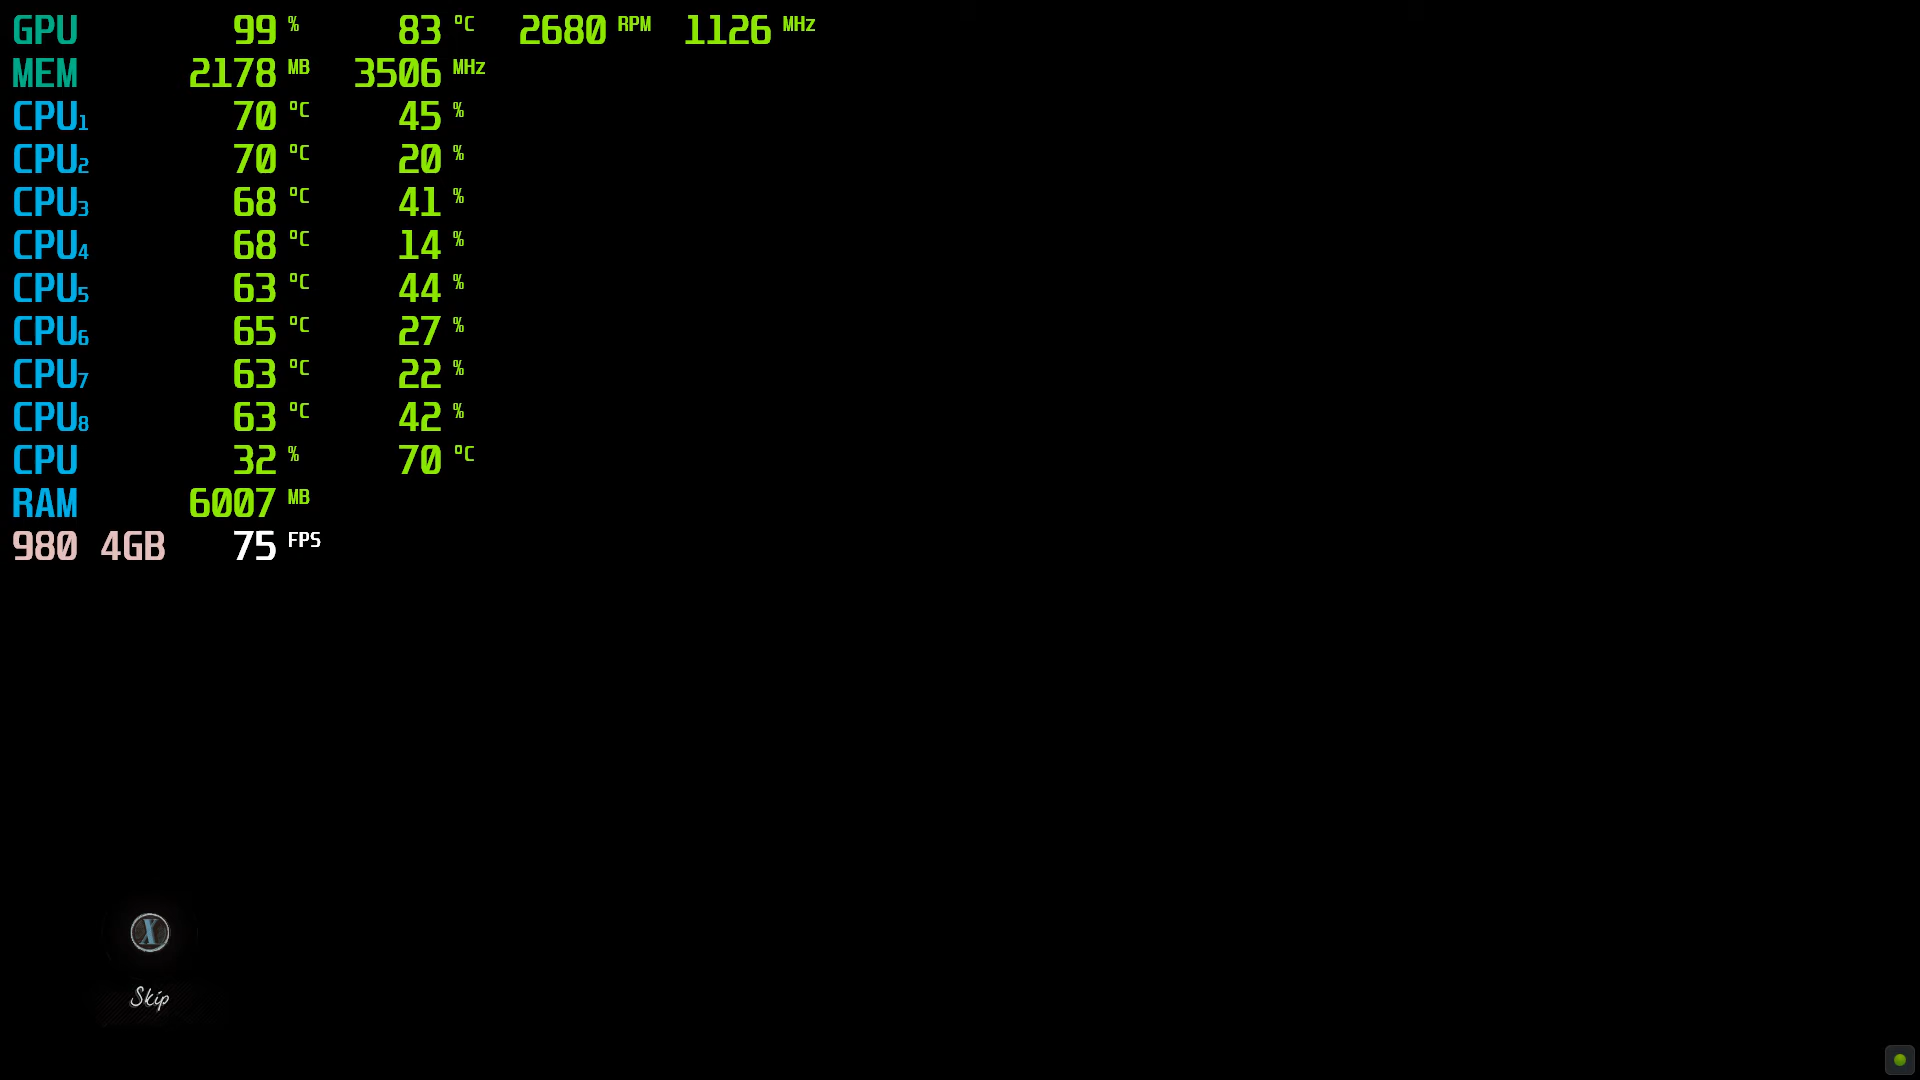 GPU 99 % 83 °C 2680 RPM 1126 MHz
MEM 2178 MB 3506 MHz
CPU1 70 °C 45 %
CPU2 70 °C 20 %
CPU3 68 °C 41 %
CPU4 68 °C 14 %
CPU5 63 °C 44 %
CPU6 65 °C 27 %
CPU7 63 °C 22 %
CPU8 63 °C 42 %
CPU 32 % 70 °C
RAM 6007 MB
980 4GB 75 FPS
X
Skip